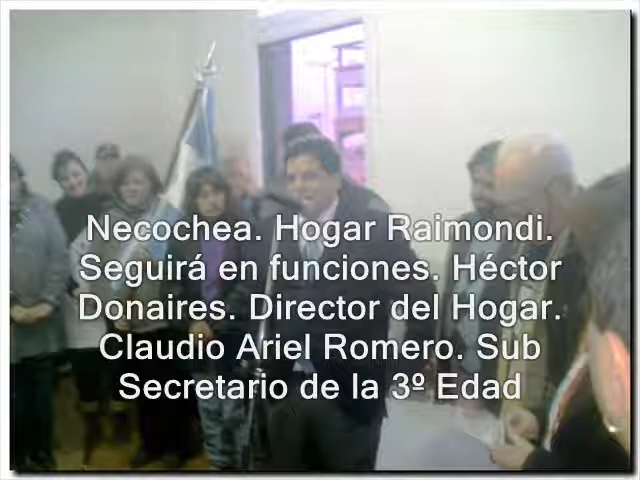 Necochea. Hogar Raimondi.
Seguirá en funciones. Héctor
Donaires. Director del Hogar.
Claudio Ariel Romero. Sub
Secretario de la 3º Edad